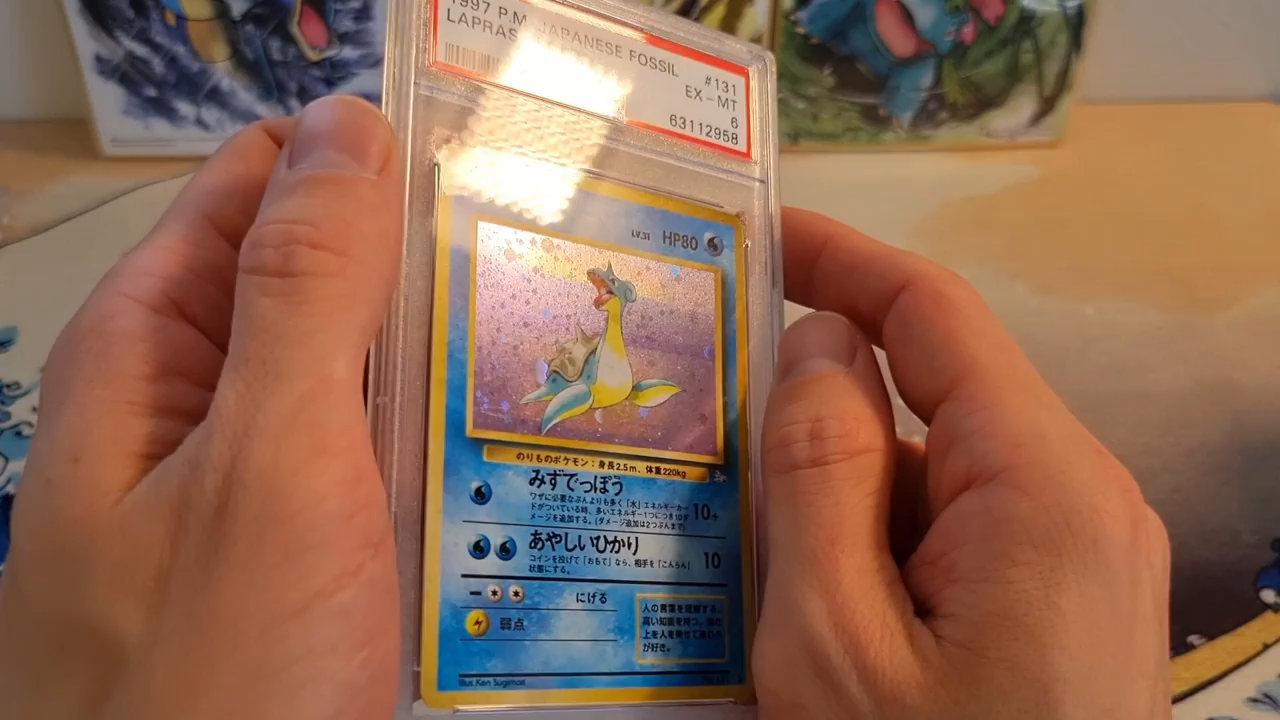 1997 P.M. JAPANESE FOSSIL #131
LAPRAS EX-MT
6
63112958
LV.31 HP80
のりものポケモン：身長2.5m、体重220kg
みずでっぽう 10+
ワザに必要なぶんよりも多く「水」エネルギーカー
ドがついている時、多いエネルギー1つにつき10ダ
メージを追加する。(ダメージ追加は2つぶんまで)
あやしいひかり 10
コインを投げて「おもて」なら、相手を「こんらん」
状態にする。
にげる
弱点
人の言葉を理解する
高い知能を持つ。
上を人を乗せて
が好き。
Illus. Ken Sugimori